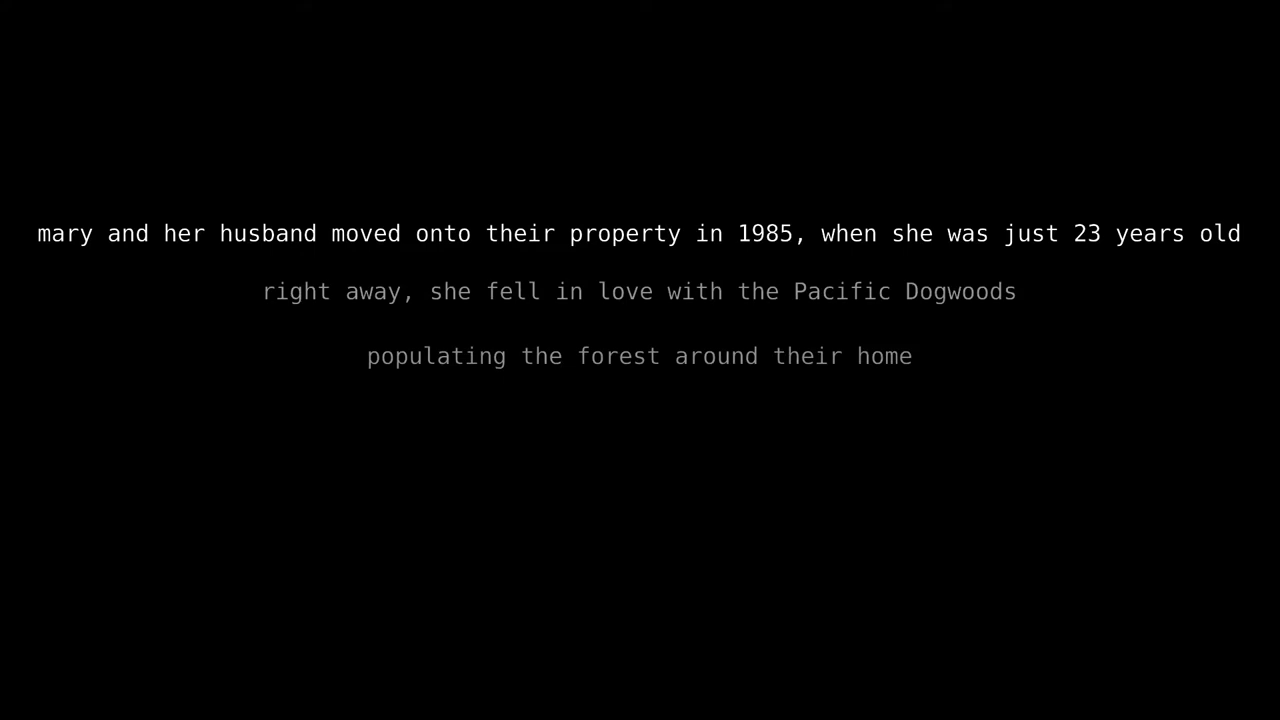 mary and her husband moved onto their property in 1985, when she was just 23 years old
right away, she fell in love with the Pacific Dogwoods
populating the forest around their home